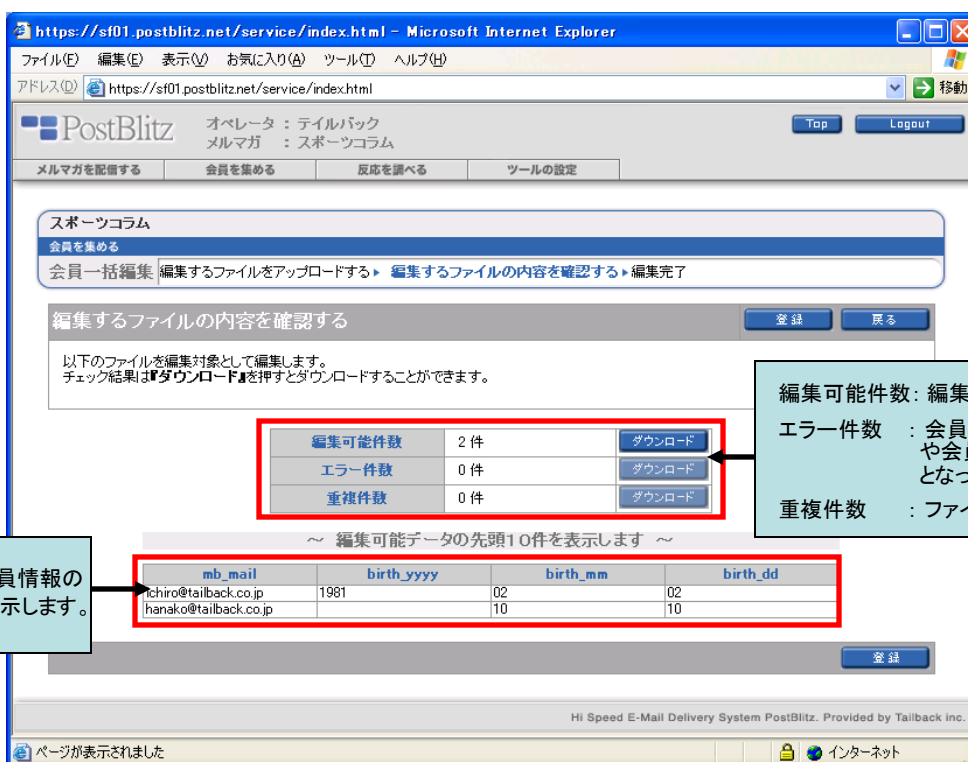 https://sf01.postblitz.net/service/index.html - Microsoft Internet Explorer
ファイル(F) 編集(E) 表示(V) お気に入り(A) ツール(T) ヘルプ(H)
アドレス(D) https://sf01.postblitz.net/service/index.html 移動
PostBlitz オペレータ : テイルバック Top Logout
メルマガ : スポーツコラム
メルマガを配信する 会員を集める 反応を調べる ツールの設定
スポーツコラム
会員を集める
会員一括編集 編集するファイルをアップロードする 編集するファイルの内容を確認する 編集完了
編集するファイルの内容を確認する 登録 戻る
以下のファイルを編集対象として編集します。
チェック結果は『ダウンロード』を押すとダウンロードすることができます。
編集可能件数: 編集
エラー件数 : 会員
や会員
となっ
重複件数 : ファイ
編集可能件数 2 件 ダウンロード
エラー件数 0 件 ダウンロード
重複件数 0 件 ダウンロード
～ 編集可能データの先頭10件を表示します ～
員情報の
示します。
mb_mail birth_yyyy birth_mm birth_dd
ichiro@tailback.co.jp 1981 02 02
hanako@tailback.co.jp 10 10
登録
Hi Speed E-Mail Delivery System PostBlitz. Provided by Tailback inc.
ページが表示されました インターネット